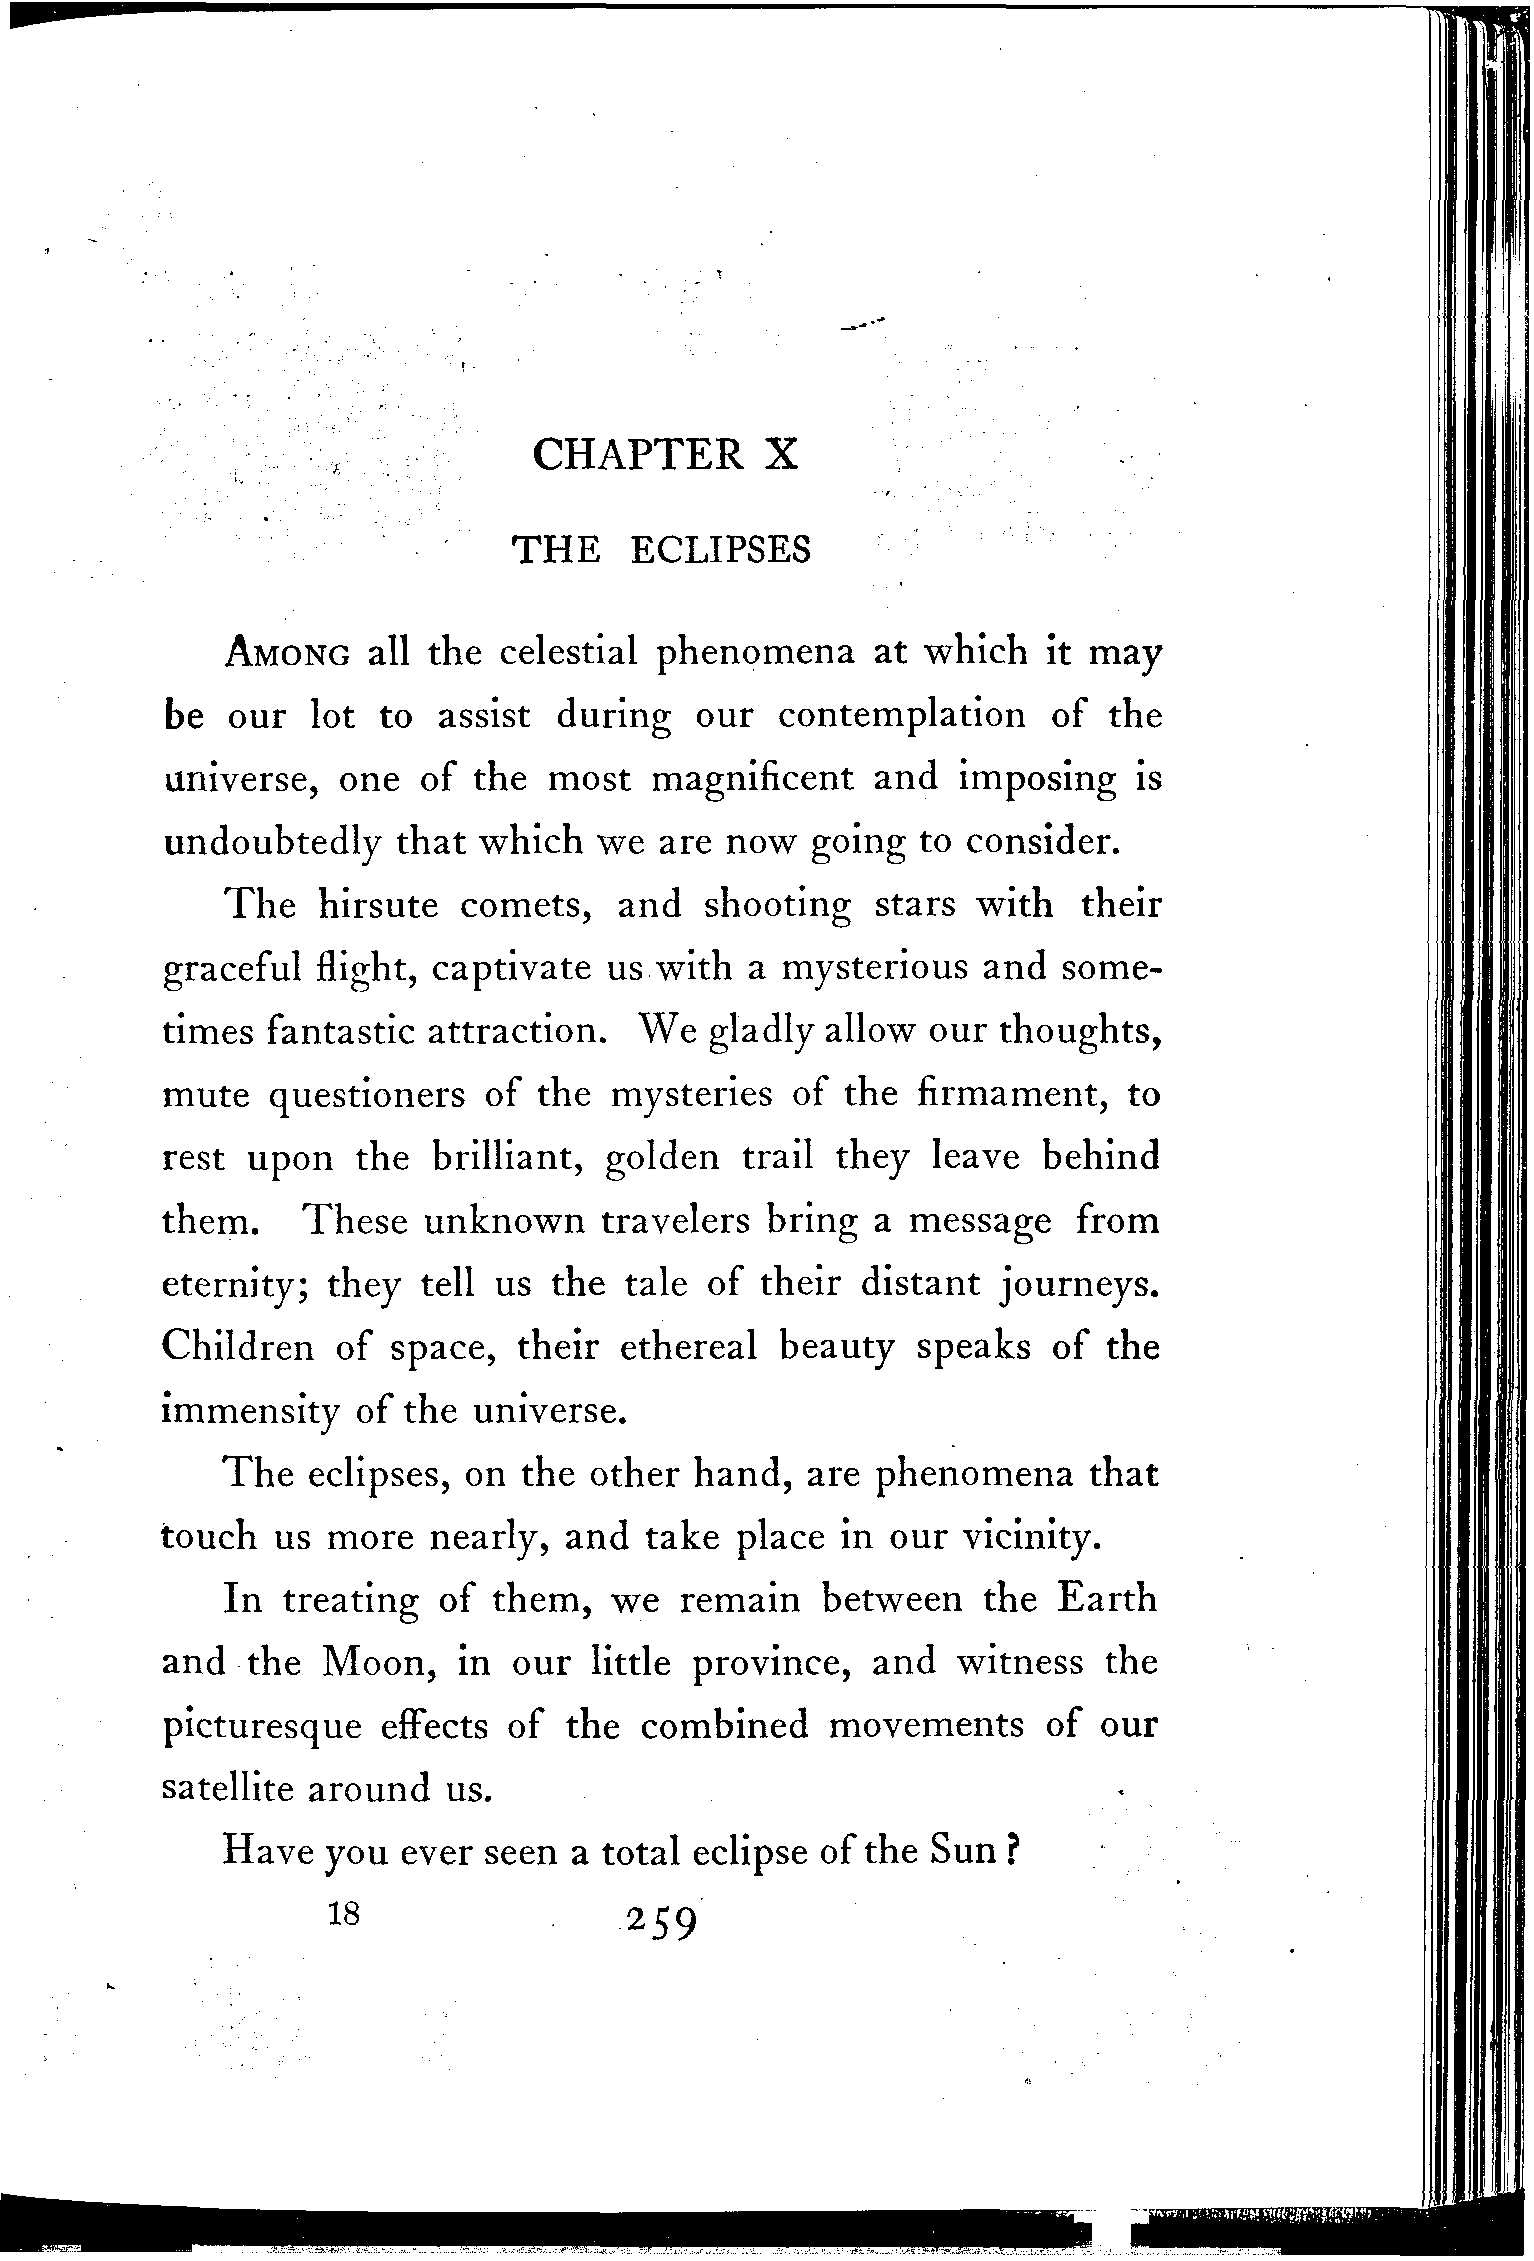 CHAPTER X
THE ECLIPSES
AMONG all the celestial phenomena at which it may
be our lot to assist during our contemplation of the
universe, one of the most magnificent and imposing is
undoubtedly that which we are now going to consider.
The hirsute comets, and shooting stars with their
graceful flight, captivate us with a mysterious and some-
times fantastic attraction. We gladly allow our thoughts,
mute questioners of the mysteries of the firmament, to
rest upon the brilliant, golden trail they leave behind
them. These unknown travelers bring a message from
eternity; they tell us the tale of their distant journeys.
Children of space, their ethereal beauty speaks of the
immensity of the universe.
The eclipses, on the other hand, are phenomena that
touch us more nearly, and take place in our vicinity.
In treating of them, we remain between the Earth
and the Moon, in our little province, and witness the
picturesque effects of the combined movements of our
satellite around us.
Have you ever seen a total eclipse of the Sun?
18 259